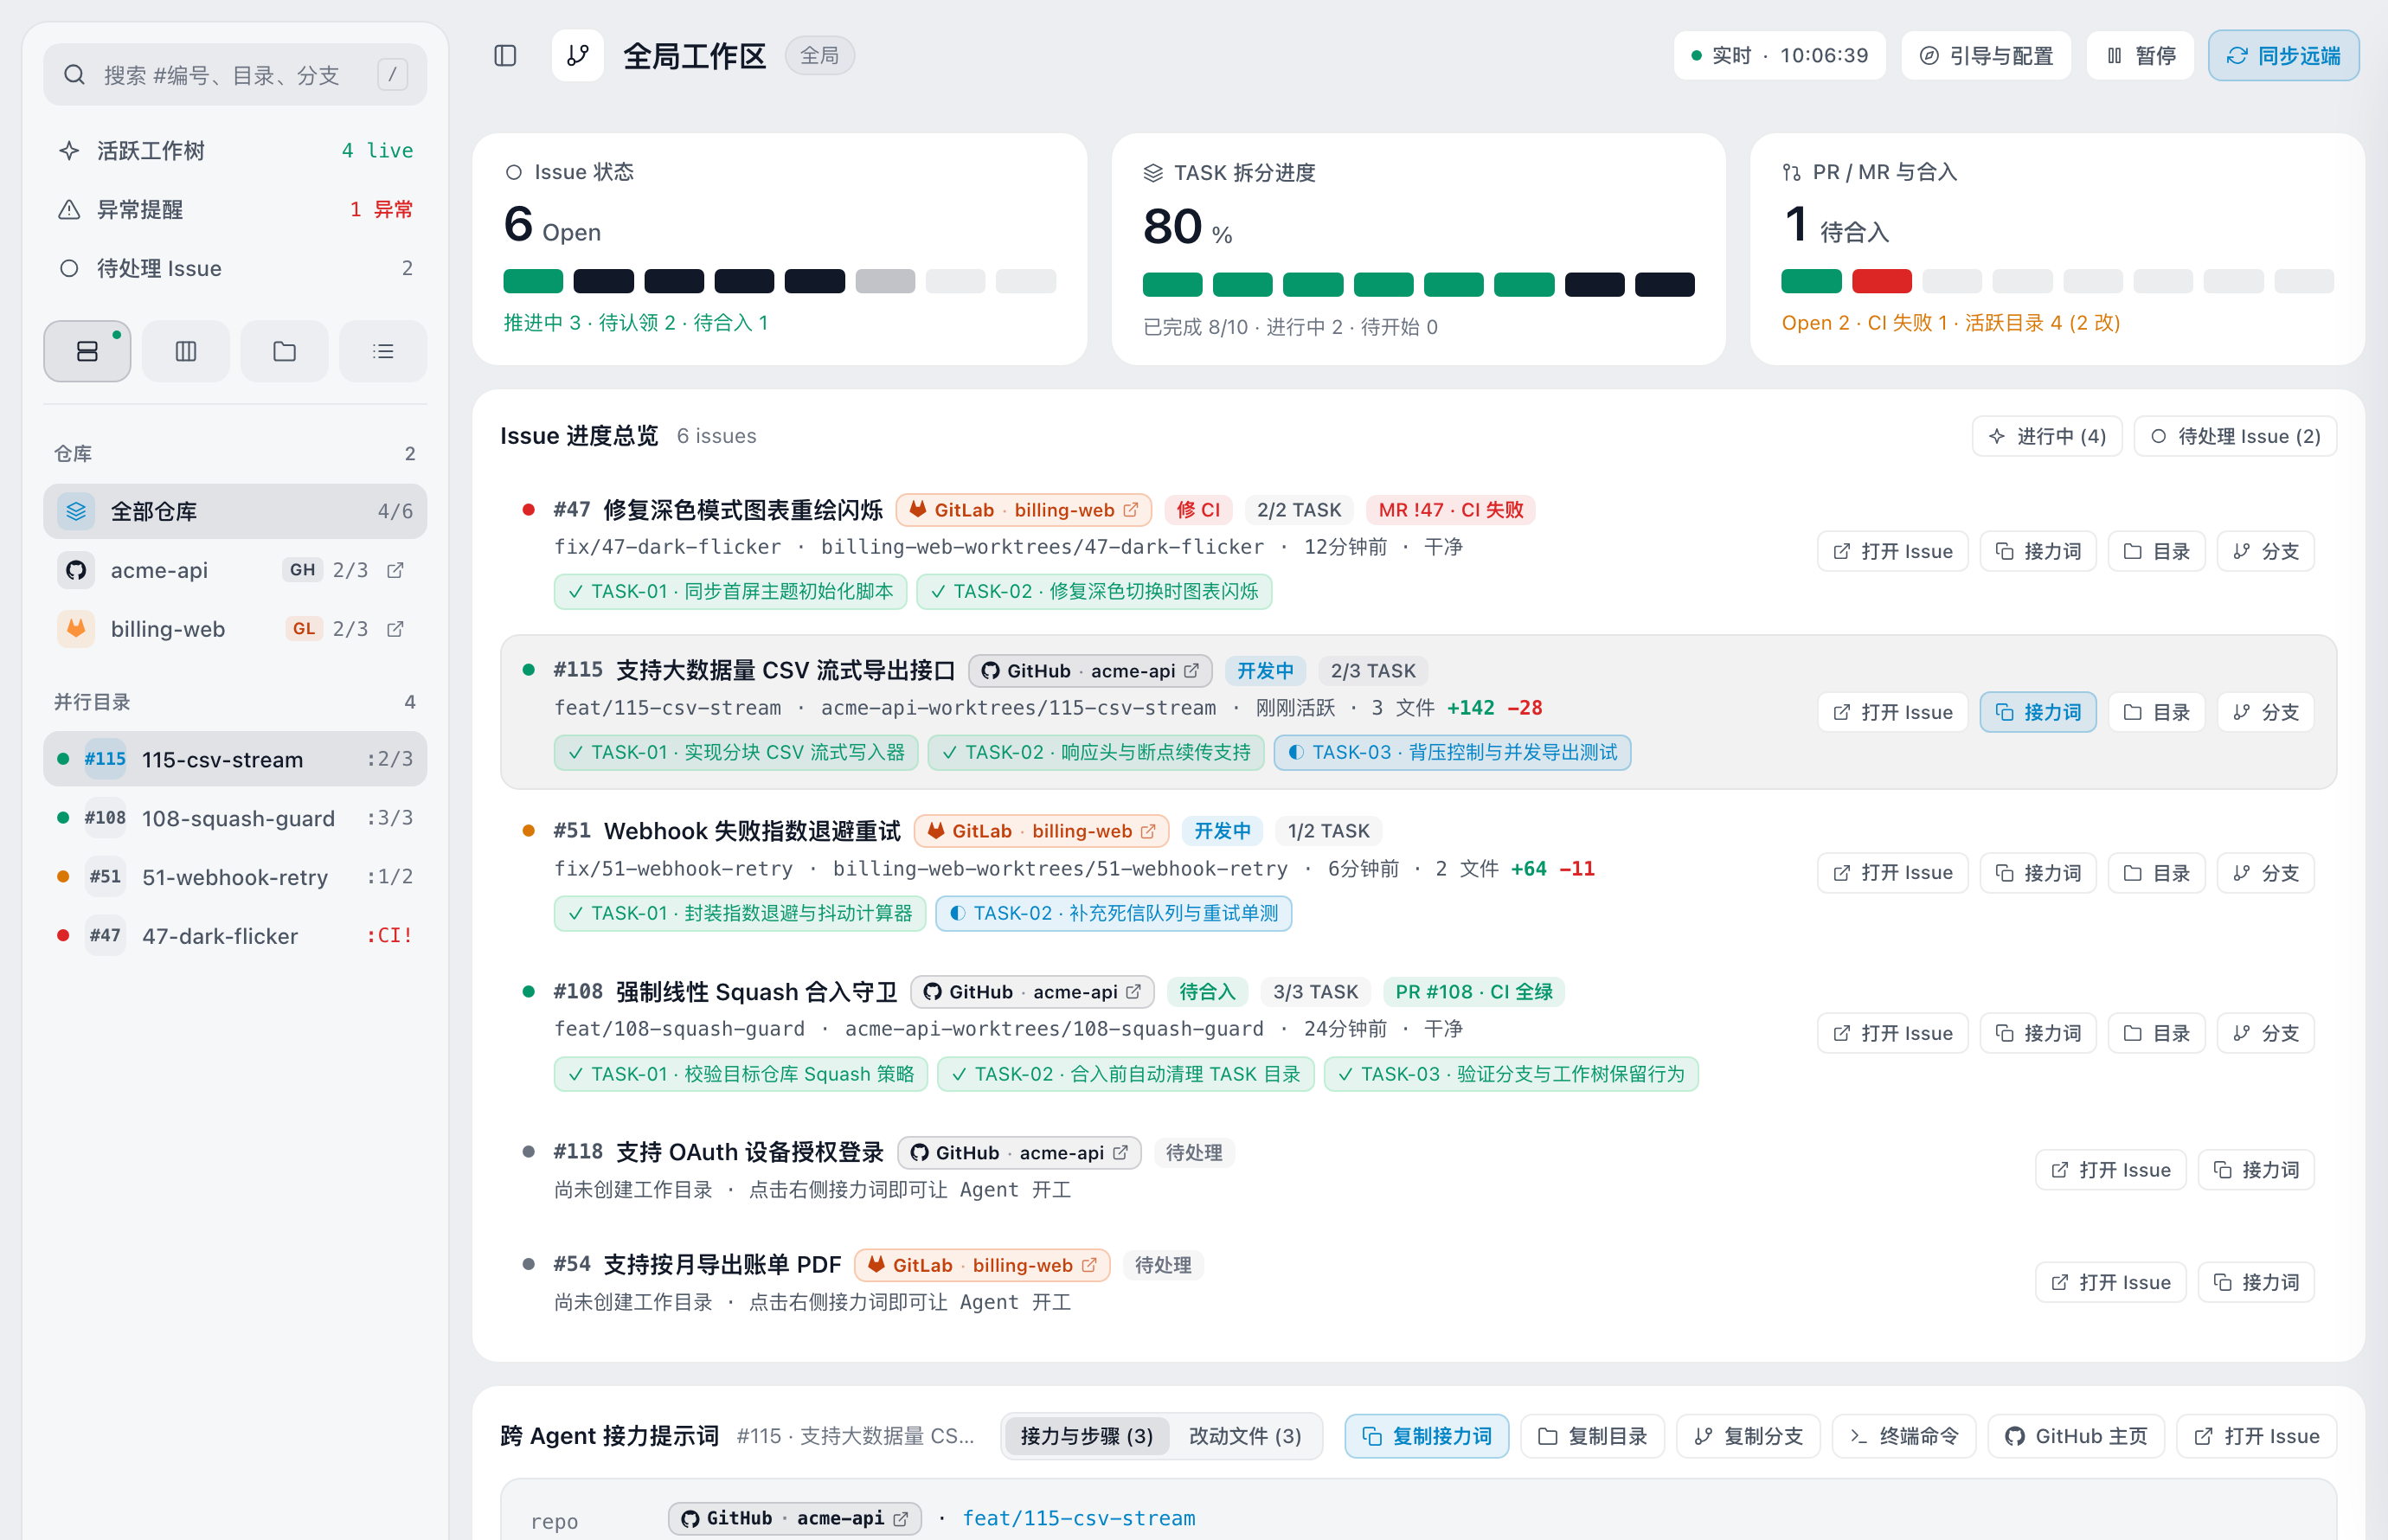 搜索 #编号、目录、分支 /
活跃工作树 4 live
异常提醒 1 异常
待处理 Issue 2
仓库 2
全部仓库 4/6
acme-api GH 2/3
billing-web GL 2/3
并行目录 4
#115 115-csv-stream :2/3
#108 108-squash-guard :3/3
#51 51-webhook-retry :1/2
#47 47-dark-flicker :CI!
全局工作区 全局
实时 · 10:06:39 引导与配置 暂停 同步远端
Issue 状态
6 Open
推进中 3 · 待认领 2 · 待合入 1
TASK 拆分进度
80 %
已完成 8/10 · 进行中 2 · 待开始 0
PR / MR 与合入
1 待合入
Open 2 · CI 失败 1 · 活跃目录 4 (2 改)
Issue 进度总览 6 issues 进行中 (4) 待处理 Issue (2)
#47 修复深色模式图表重绘闪烁 GitLab · billing-web 修 CI 2/2 TASK MR !47 · CI 失败
fix/47-dark-flicker · billing-web-worktrees/47-dark-flicker · 12分钟前 · 干净
打开 Issue 接力词 目录 分支
TASK-01 · 同步首屏主题初始化脚本 TASK-02 · 修复深色切换时图表闪烁
#115 支持大数据量 CSV 流式导出接口 GitHub · acme-api 开发中 2/3 TASK
feat/115-csv-stream · acme-api-worktrees/115-csv-stream · 刚刚活跃 · 3 文件 +142 −28
打开 Issue 接力词 目录 分支
TASK-01 · 实现分块 CSV 流式写入器 TASK-02 · 响应头与断点续传支持 TASK-03 · 背压控制与并发导出测试
#51 Webhook 失败指数退避重试 GitLab · billing-web 开发中 1/2 TASK
fix/51-webhook-retry · billing-web-worktrees/51-webhook-retry · 6分钟前 · 2 文件 +64 −11
打开 Issue 接力词 目录 分支
TASK-01 · 封装指数退避与抖动计算器 TASK-02 · 补充死信队列与重试单测
#108 强制线性 Squash 合入守卫 GitHub · acme-api 待合入 3/3 TASK PR #108 · CI 全绿
feat/108-squash-guard · acme-api-worktrees/108-squash-guard · 24分钟前 · 干净
打开 Issue 接力词 目录 分支
TASK-01 · 校验目标仓库 Squash 策略 TASK-02 · 合入前自动清理 TASK 目录 TASK-03 · 验证分支与工作树保留行为
#118 支持 OAuth 设备授权登录 GitHub · acme-api 待处理
打开 Issue 接力词
尚未创建工作目录 · 点击右侧接力词即可让 Agent 开工
#54 支持按月导出账单 PDF GitLab · billing-web 待处理
打开 Issue 接力词
尚未创建工作目录 · 点击右侧接力词即可让 Agent 开工
跨 Agent 接力提示词 #115 · 支持大数据量 CS... 接力与步骤 (3) 改动文件 (3) 复制接力词 复制目录 复制分支 终端命令 GitHub 主页 打开 Issue
repo GitHub · acme-api · feat/115-csv-stream